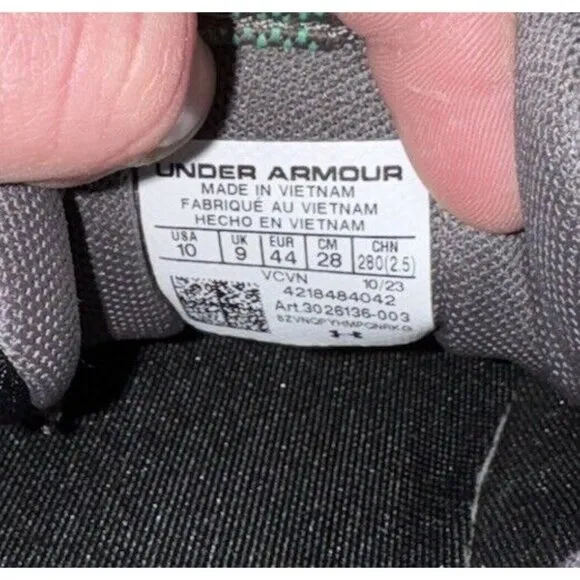 UNDER ARMOUR
MADE IN VIETNAM
FABRIQUÉ AU VIETNAM
HECHO EN VIETNAM
USA UK EUR CM CHN
10 9 44 28 280(2.5)
VCVN 10/23
4218484042
Art.3026136-003